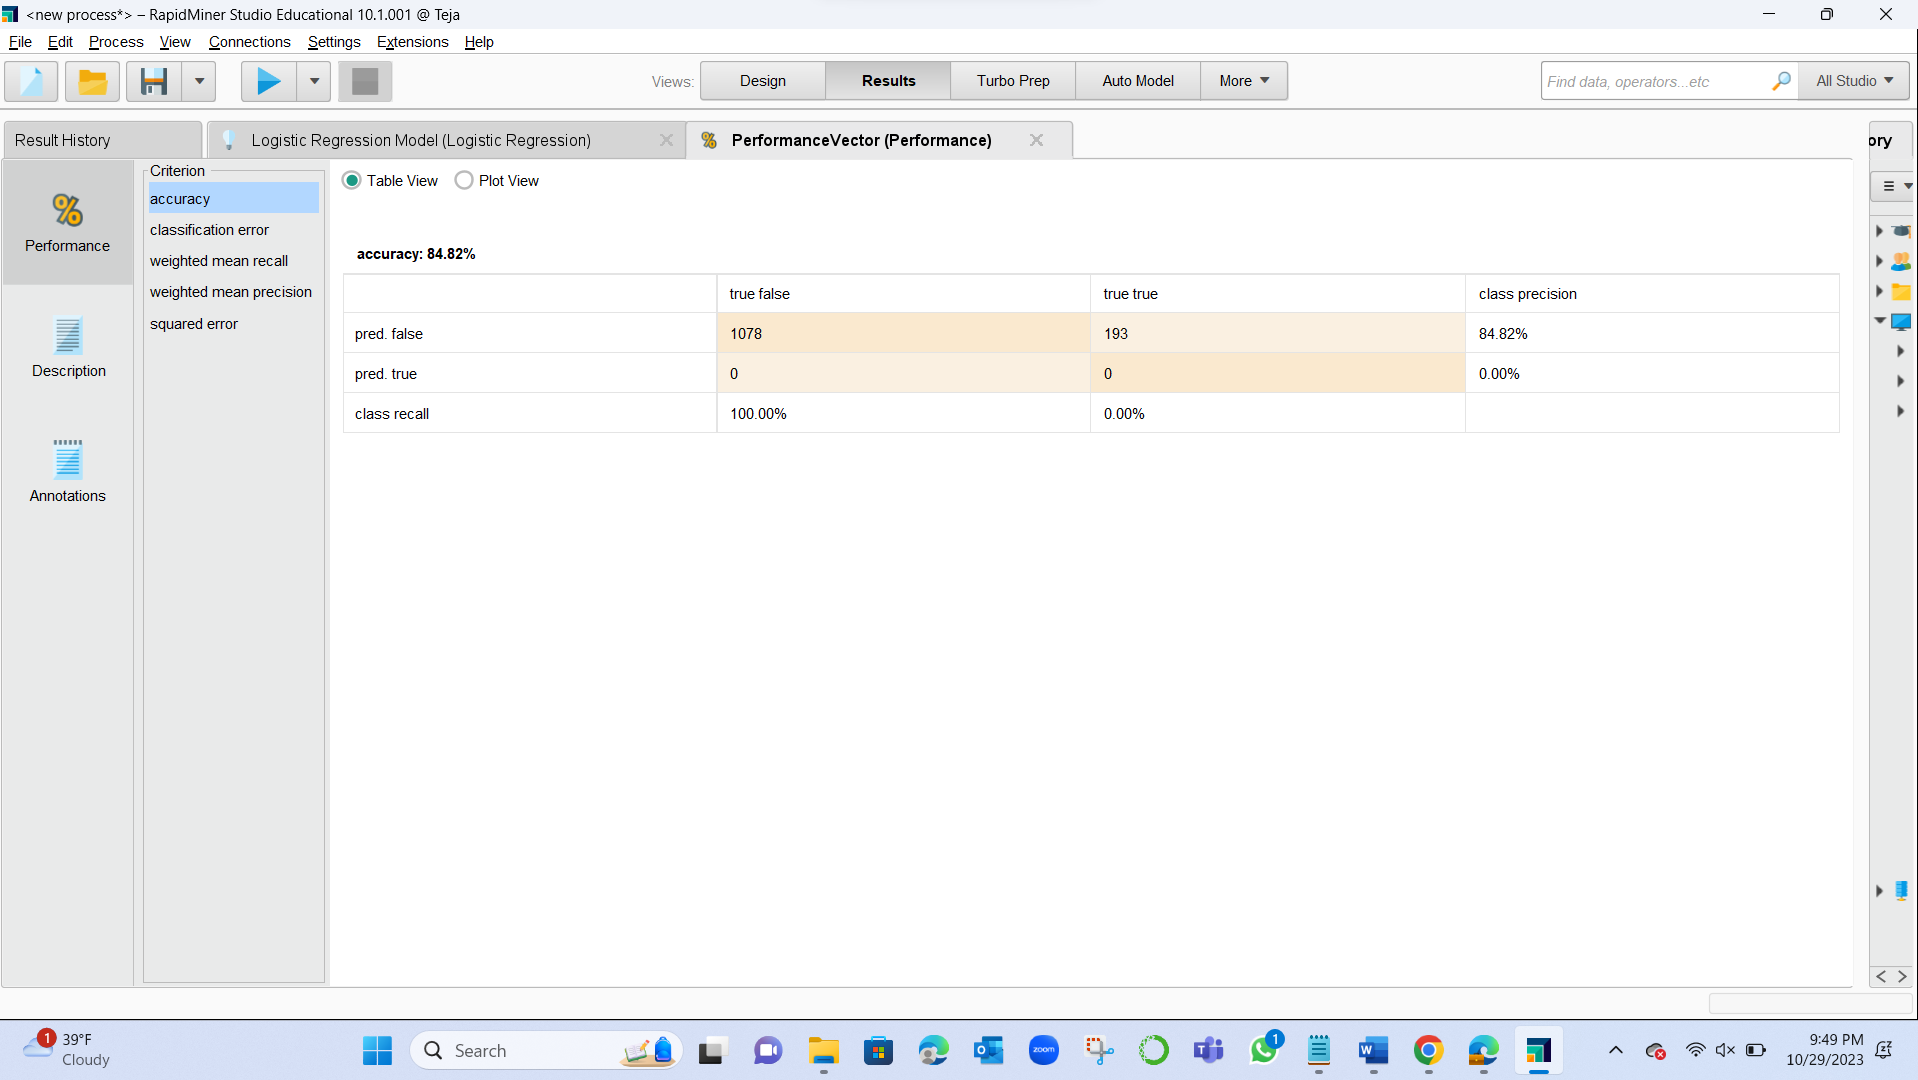 <new process*> – RapidMiner Studio Educational 10.1.001 @ Teja
File Edit Process View Connections Settings Extensions Help
Views: Design Results Turbo Prep Auto Model More
Find data, operators...etc
All Studio
Result History
Logistic Regression Model (Logistic Regression)
% PerformanceVector (Performance)
ory
Criterion
accuracy
classification error
weighted mean recall
weighted mean precision
squared error
%
Performance
Description
Annotations
Table View Plot View
accuracy: 84.82%
true false true true class precision
pred. false 1078 193 84.82%
pred. true 0 0 0.00%
class recall 100.00% 0.00%
1
39°F
Cloudy
Search
zoom
1
9:49 PM
10/29/2023